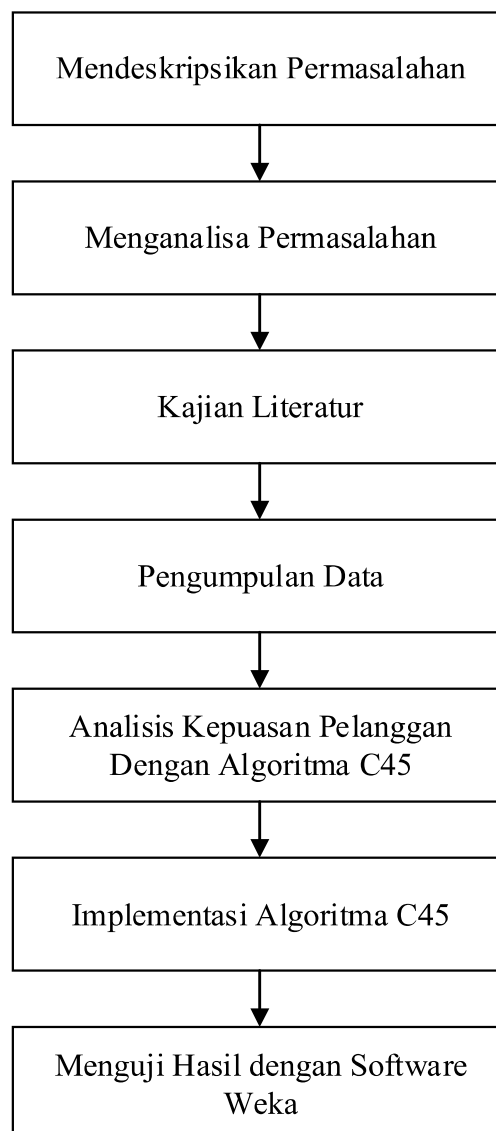 Mendeskripsikan Permasalahan
Menganalisa Permasalahan
Kajian Literatur
Pengumpulan Data
Analisis Kepuasan Pelanggan
Dengan Algoritma C45
Implementasi Algoritma C45
Menguji Hasil dengan Software
Weka